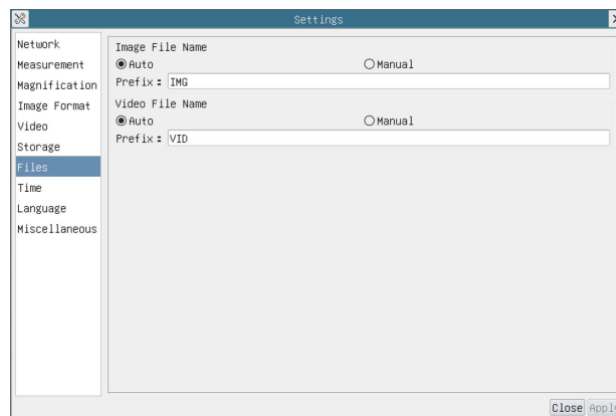 Settings
Network
Measurement
Magnification
Image Format
Video
Storage
Files
Time
Language
Miscellaneous
Image File Name
Auto Manual
Prefix: IMG
Video File Name
Auto Manual
Prefix: VID
Close